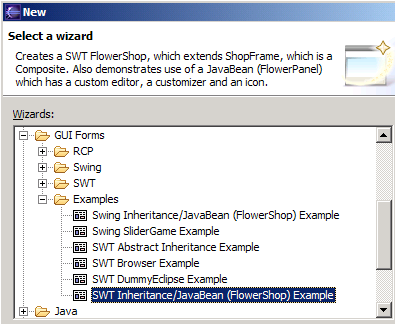 New
Select a wizard
Creates a SWT FlowerShop, which extends ShopFrame, which is a
Composite. Also demonstrates use of a JavaBean (FlowerPanel)
which has a custom editor, a customizer and an icon.
Wizards:
GUI Forms
RCP
Swing
SWT
Examples
Swing Inheritance/JavaBean (FlowerShop) Example
Swing SliderGame Example
SWT Abstract Inheritance Example
SWT Browser Example
SWT DummyEclipse Example
SWT Inheritance/JavaBean (FlowerShop) Example
Java